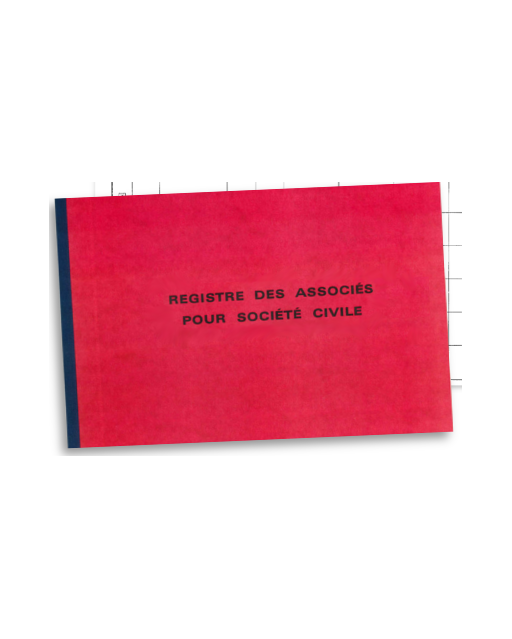 REGISTRE DES ASSOCIÉS
POUR SOCIÉTÉ CIVILE